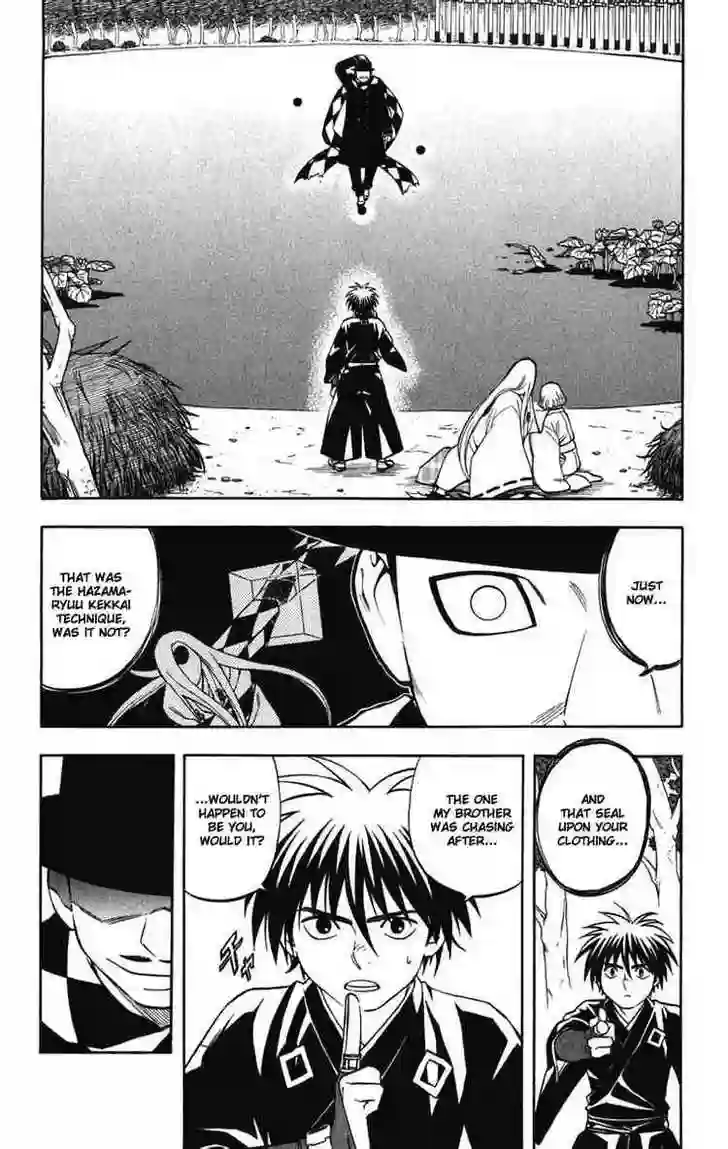 JUST
NOW...
THAT WAS
THE HAZAMA-
RYUU KEKKAI
TECHNIQUE,
WAS IT NOT?
AND
THAT SEAL
UPON YOUR
CLOTHING...
THE ONE
MY BROTHER
WAS CHASING
AFTER...
...WOULDN'T
HAPPEN TO
BE YOU,
WOULD IT?